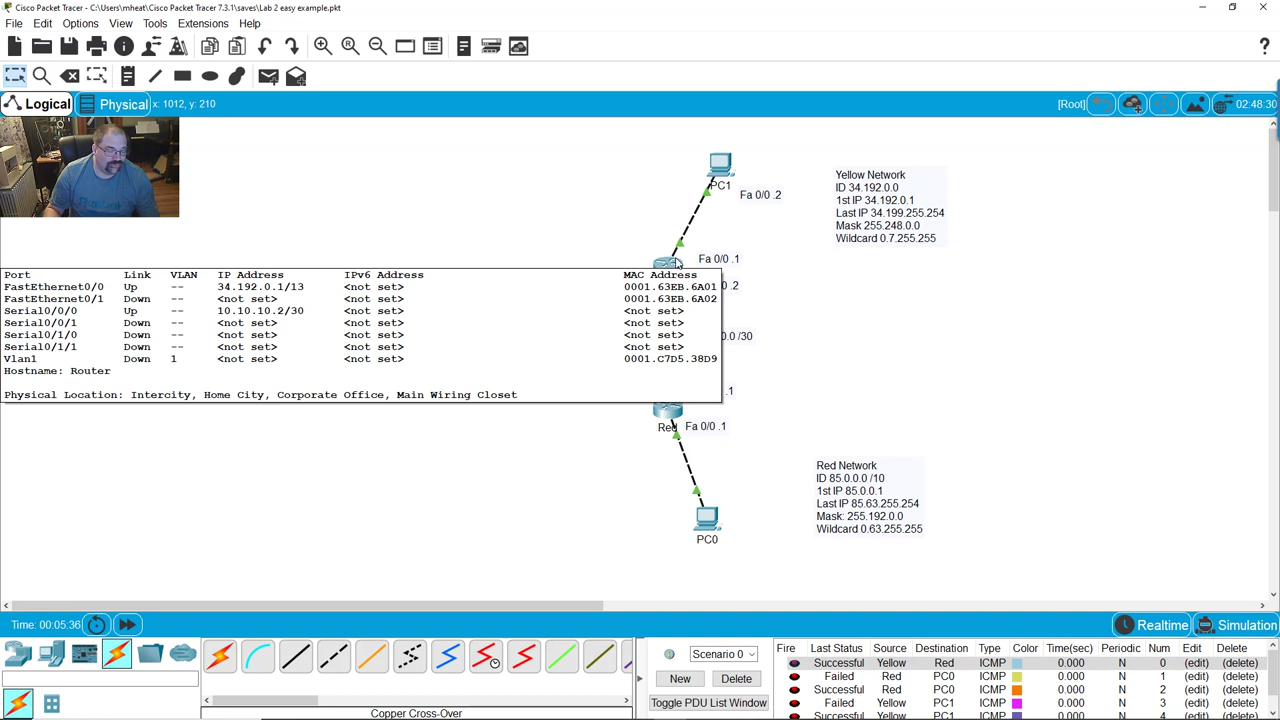 Cisco Packet Tracer - C:\Users\mheat\Cisco Packet Tracer 7.3.1\saves\Lab 2 easy example.pkt
File Edit Options View Tools Extensions Help
Logical Physical x: 1012, y: 210 [Root] 02:48:30
PC1
Fa 0/0 .2
Yellow Network
ID 34.192.0.0
1st IP 34.192.0.1
Last IP 34.199.255.254
Mask 255.248.0.0
Wildcard 0.7.255.255
Fa 0/0 .1
Port Link VLAN IP Address IPv6 Address MAC Address
FastEthernet0/0 Up -- 34.192.0.1/13 <not set> 0001.63EB.6A01
FastEthernet0/1 Down -- <not set> <not set> 0001.63EB.6A02
Serial0/0/0 Up -- 10.10.10.2/30 <not set> <not set>
Serial0/0/1 Down -- <not set> <not set> <not set>
Serial0/1/0 Down -- <not set> <not set> <not set>
Serial0/1/1 Down -- <not set> <not set> <not set>
Vlan1 Down 1 <not set> <not set> 0001.C7D5.38D9
Hostname: Router
Physical Location: Intercity, Home City, Corporate Office, Main Wiring Closet
.2
.0 /30
.1
Red Fa 0/0 .1
Red Network
ID 85.0.0.0 /10
1st IP 85.0.0.1
Last IP 85.63.255.254
Mask: 255.192.0.0
Wildcard 0.63.255.255
PC0
Time: 00:05:36 Realtime Simulation
Scenario 0
New Delete
Toggle PDU List Window
Copper Cross-Over
Fire Last Status Source Destination Type Color Time(sec) Periodic Num Edit Delete
Successful Yellow Red ICMP 0.000 N 0 (edit) (delete)
Failed Red PC0 ICMP 0.000 N 1 (edit) (delete)
Successful Red PC0 ICMP 0.000 N 2 (edit) (delete)
Failed Yellow PC1 ICMP 0.000 N 3 (edit) (delete)
Successful Yellow PC1 ICMP 0.000 N 4 (edit) (delete)